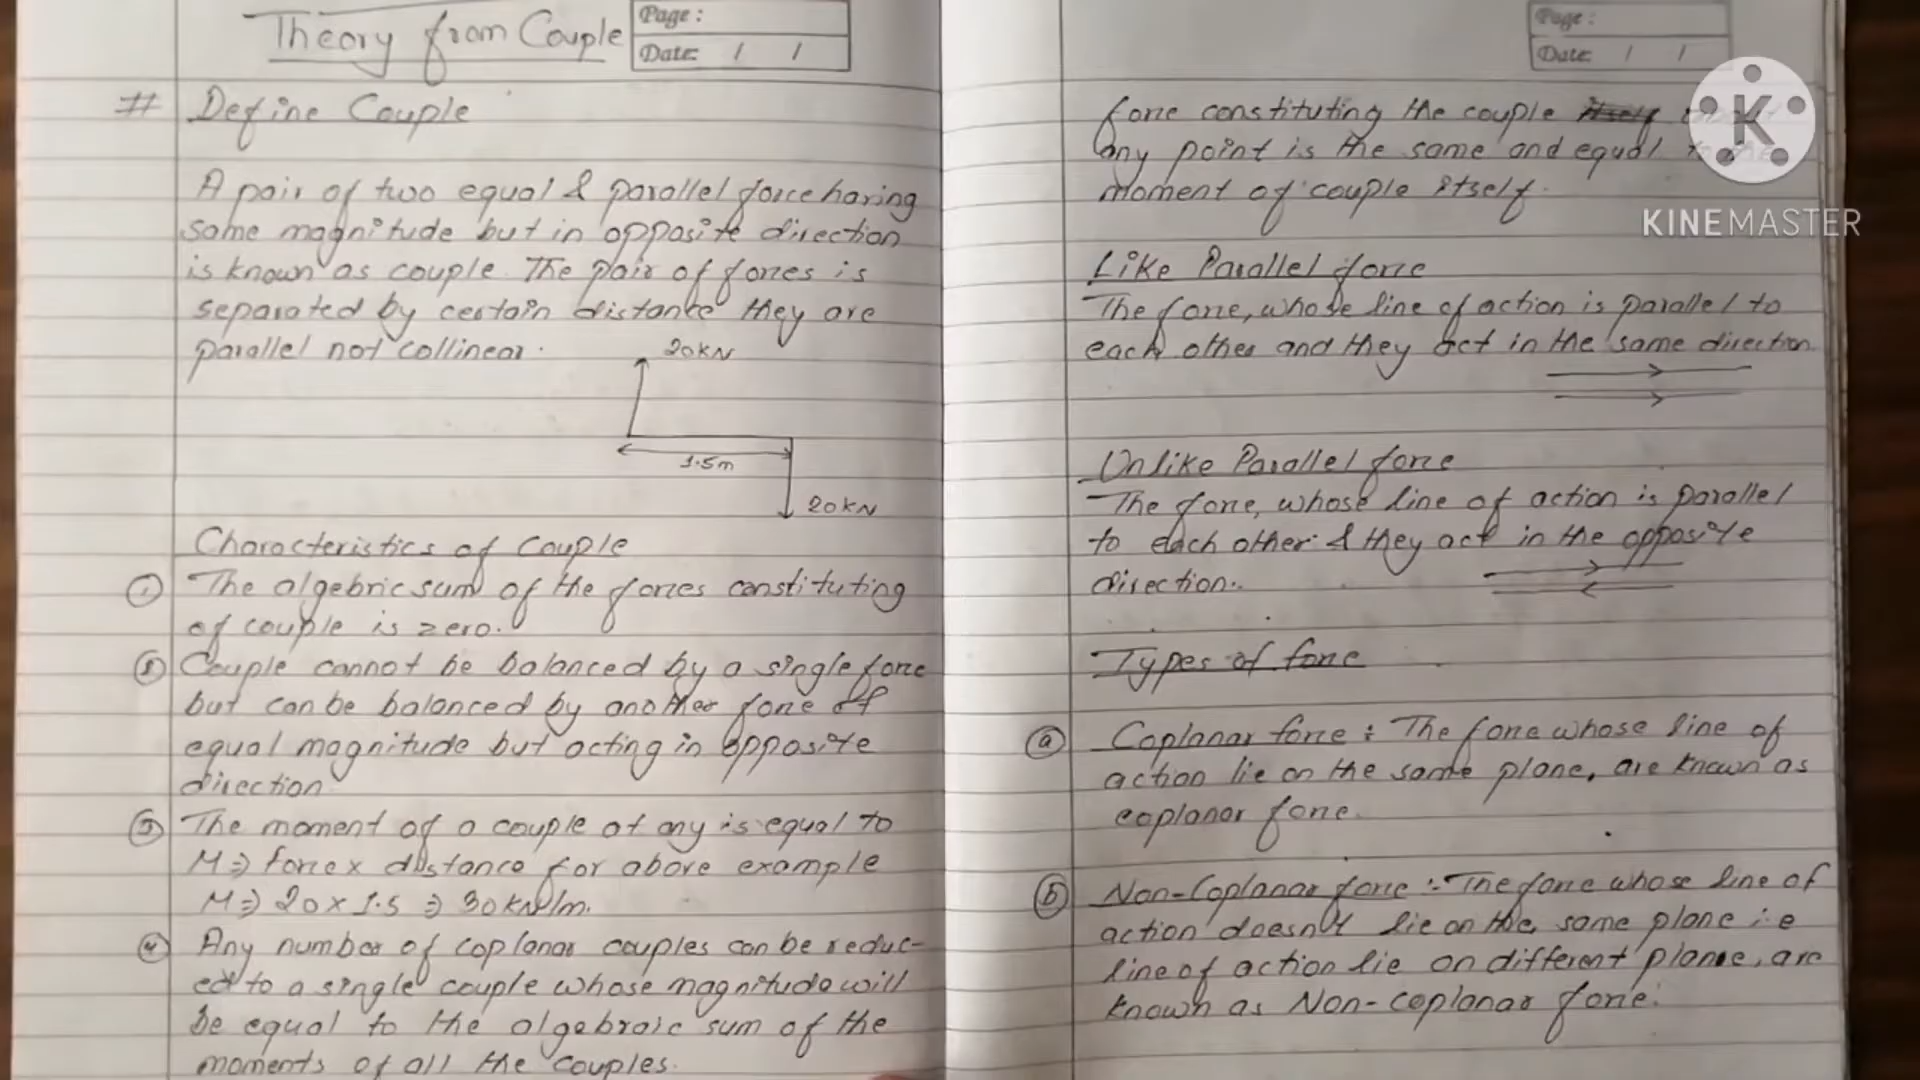 Theory from Couple
Page :
Date: / /
# Define Couple
A pair of two equal & parallel force having
same magnitude but in opposite direction
is known as couple. The pair of forces is
separated by certain distance they are
parallel not collinear.
20KN
1.5m
20KN
Characteristics of Couple
① The algebric sum of the forces constituting
of couple is zero.
② Couple cannot be balanced by a single force
but can be balanced by another force of
equal magnitude but acting in opposite
direction
③ The moment of a couple at any is equal to
M ⇒ Force x distance for above example
M ⇒ 20 x 1.5 ⇒ 30 KN/m.
④ Any number of coplanar couples can be reduc-
ed to a single couple whose magnitude will
be equal to the algebraic sum of the
moments of all the couples.
Page :
Date: / /
force constituting the couple itself
any point is the same and equal
moment of couple itself.
K
KINEMASTER
Like Parallel force
The force, whose line of action is parallel to
each other and they act in the same direction.
Unlike Parallel force
The force, whose line of action is parallel
to each other & they act in the opposite
direction.
Types of force
ⓐ Coplanar force : The force whose line of
action lie on the same plane, are known as
coplanar force.
ⓑ Non-Coplanar force :- The force whose line of
action doesn't lie on the same plane i.e
line of action lie on different plane, are
known as Non-coplanar force.